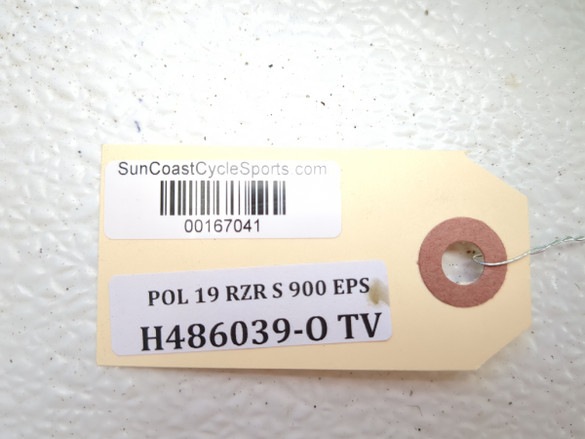 SunCoastCycleSports.com
00167041
POL 19 RZR S 900 EPS
H486039-O TV